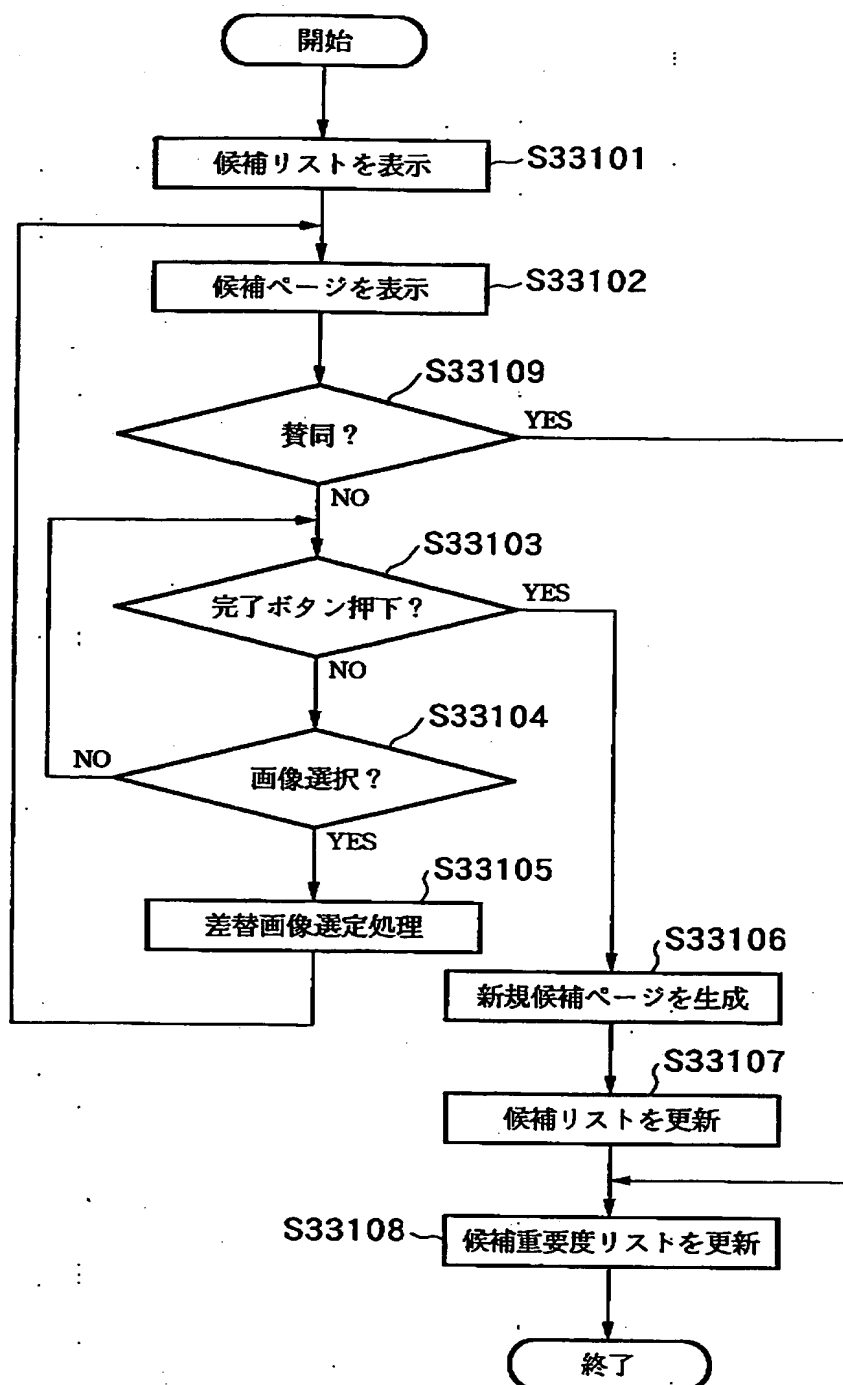 開始
候補リストを表示
S33101
候補ページを表示
S33102
S33109
賛同?
YES
NO
S33103
完了ボタン押下?
YES
NO
S33104
NO
画像選択?
YES
S33105
差替画像選定処理
S33106
新規候補ページを生成
S33107
候補リストを更新
S33108
候補重要度リストを更新
終了